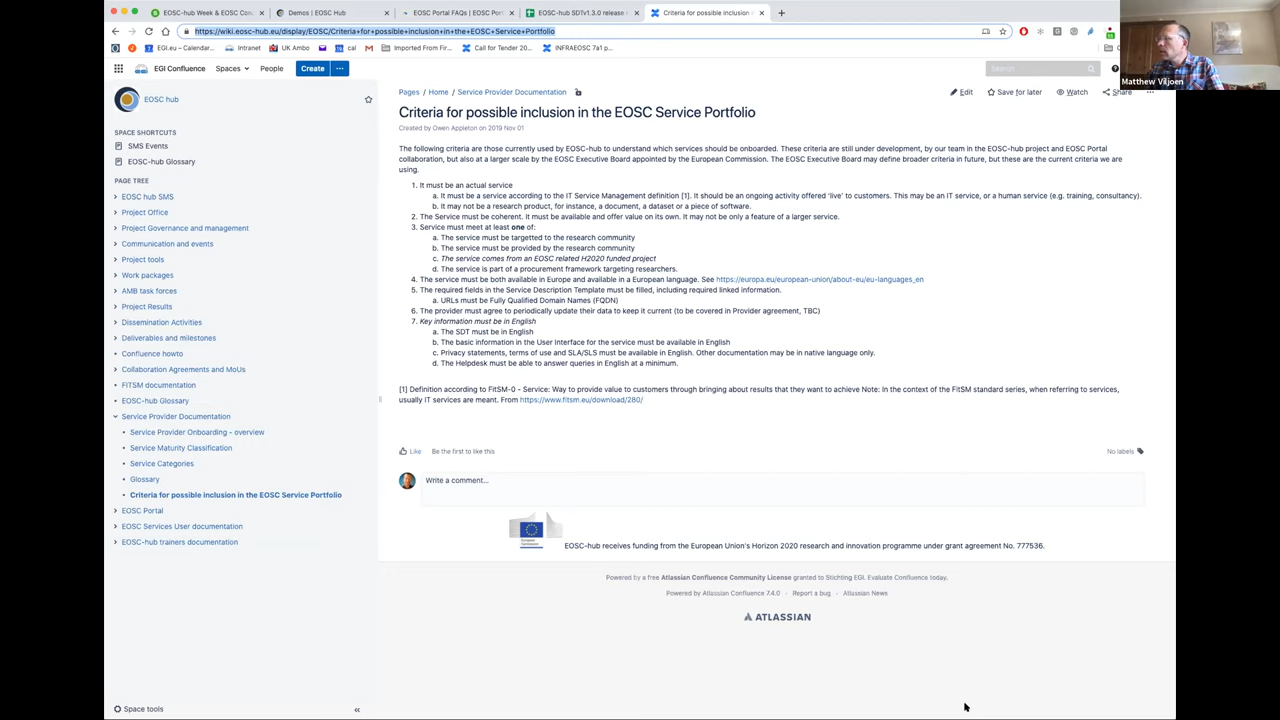 EOSC-hub Week & EOSC Con
Demos | EOSC Hub
EOSC Portal FAQs | EOSC Por
EOSC-hub SDTv1.3.0 release
Criteria for possible inclusion
https://wiki.eosc-hub.eu/display/EOSC/Criteria+for+possible+inclusion+in+the+EOSC+Service+Portfolio
EGI.eu – Calendar...
Intranet
UK Ambo
cal
Imported From Fir...
Call for Tender 20...
INFRAEOSC 7a1 p...
EGI Confluence
Spaces
People
Create
Search
Matthew Viljoen
EOSC hub
SPACE SHORTCUTS
SMS Events
EOSC-hub Glossary
PAGE TREE
EOSC hub SMS
Project Office
Project Governance and management
Communication and events
Project tools
Work packages
AMB task forces
Project Results
Dissemination Activities
Deliverables and milestones
Confluence howto
Collaboration Agreements and MoUs
FITSM documentation
EOSC-hub Glossary
Service Provider Documentation
Service Provider Onboarding - overview
Service Maturity Classification
Service Categories
Glossary
Criteria for possible inclusion in the EOSC Service Portfolio
EOSC Portal
EOSC Services User documentation
EOSC-hub trainers documentation
Space tools
Pages / Home / Service Provider Documentation
Edit Save for later Watch Share
Criteria for possible inclusion in the EOSC Service Portfolio
Created by Owen Appleton on 2019 Nov 01
The following criteria are those currently used by EOSC-hub to understand which services should be onboarded. These criteria are still under development, by our team in the EOSC-hub project and EOSC Portal
collaboration, but also at a larger scale by the EOSC Executive Board appointed by the European Commission. The EOSC Executive Board may define broader criteria in future, but these are the current criteria we are
using.
1. It must be an actual service
a. It must be a service according to the IT Service Management definition [1]. It should be an ongoing activity offered 'live' to customers. This may be an IT service, or a human service (e.g. training, consultancy).
b. It may not be a research product, for instance, a document, a dataset or a piece of software.
2. The Service must be coherent. It must be available and offer value on its own. It may not be only a feature of a larger service.
3. Service must meet at least one of:
a. The service must be targetted to the research community
b. The service must be provided by the research community
c. The service comes from an EOSC related H2020 funded project
d. The service is part of a procurement framework targeting researchers.
4. The service must be both available in Europe and available in a European language. See https://europa.eu/european-union/about-eu/eu-languages_en
5. The required fields in the Service Description Template must be filled, including required linked information.
a. URLs must be Fully Qualified Domain Names (FQDN)
6. The provider must agree to periodically update their data to keep it current (to be covered in Provider agreement, TBC)
7. Key information must be in English
a. The SDT must be in English
b. The basic information in the User Interface for the service must be available in English
c. Privacy statements, terms of use and SLA/SLS must be available in English. Other documentation may be in native language only.
d. The Helpdesk must be able to answer queries in English at a minimum.
[1] Definition according to FitSM-0 - Service: Way to provide value to customers through bringing about results that they want to achieve Note: In the context of the FitSM standard series, when referring to services,
usually IT services are meant. From https://www.fitsm.eu/download/280/
Like Be the first to like this
No labels
Write a comment...
EOSC-hub receives funding from the European Union's Horizon 2020 research and innovation programme under grant agreement No. 777536.
Powered by a free Atlassian Confluence Community License granted to Stichting EGI. Evaluate Confluence today.
Powered by Atlassian Confluence 7.4.0 · Report a bug · Atlassian News
ATLASSIAN